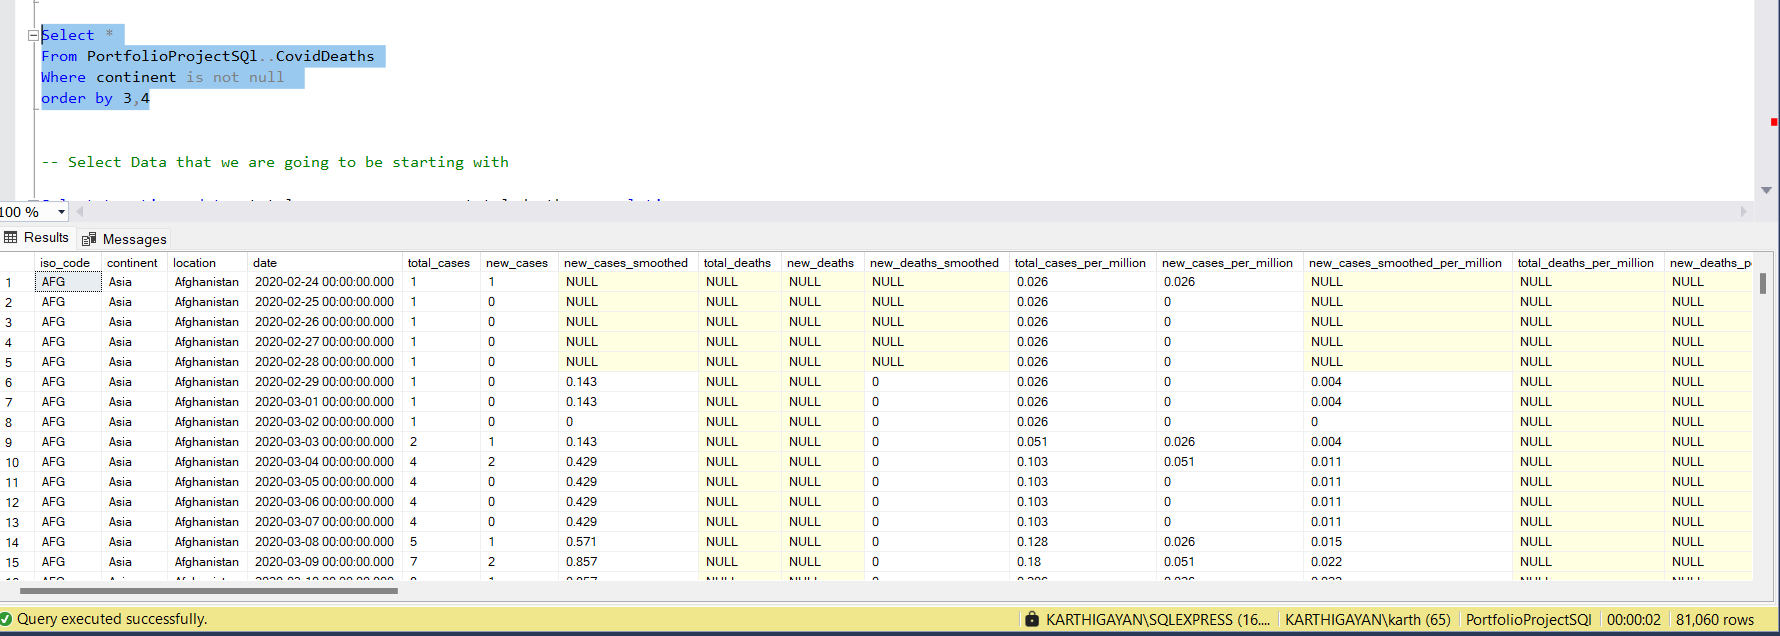 Select *
From PortfolioProjectSQl..CovidDeaths
Where continent is not null
order by 3,4
-- Select Data that we are going to be starting with
100 %
Results Messages
iso_code continent location date total_cases new_cases new_cases_smoothed total_deaths new_deaths new_deaths_smoothed total_cases_per_million new_cases_per_million new_cases_smoothed_per_million total_deaths_per_million new_deaths_p
1 AFG Asia Afghanistan 2020-02-24 00:00:00.000 1 1 NULL NULL NULL NULL 0.026 0.026 NULL NULL NULL
2 AFG Asia Afghanistan 2020-02-25 00:00:00.000 1 0 NULL NULL NULL NULL 0.026 0 NULL NULL NULL
3 AFG Asia Afghanistan 2020-02-26 00:00:00.000 1 0 NULL NULL NULL NULL 0.026 0 NULL NULL NULL
4 AFG Asia Afghanistan 2020-02-27 00:00:00.000 1 0 NULL NULL NULL NULL 0.026 0 NULL NULL NULL
5 AFG Asia Afghanistan 2020-02-28 00:00:00.000 1 0 NULL NULL NULL NULL 0.026 0 NULL NULL NULL
6 AFG Asia Afghanistan 2020-02-29 00:00:00.000 1 0 0.143 NULL NULL 0 0.026 0 0.004 NULL NULL
7 AFG Asia Afghanistan 2020-03-01 00:00:00.000 1 0 0.143 NULL NULL 0 0.026 0 0.004 NULL NULL
8 AFG Asia Afghanistan 2020-03-02 00:00:00.000 1 0 0 NULL NULL 0 0.026 0 0 NULL NULL
9 AFG Asia Afghanistan 2020-03-03 00:00:00.000 2 1 0.143 NULL NULL 0 0.051 0.026 0.004 NULL NULL
10 AFG Asia Afghanistan 2020-03-04 00:00:00.000 4 2 0.429 NULL NULL 0 0.103 0.051 0.011 NULL NULL
11 AFG Asia Afghanistan 2020-03-05 00:00:00.000 4 0 0.429 NULL NULL 0 0.103 0 0.011 NULL NULL
12 AFG Asia Afghanistan 2020-03-06 00:00:00.000 4 0 0.429 NULL NULL 0 0.103 0 0.011 NULL NULL
13 AFG Asia Afghanistan 2020-03-07 00:00:00.000 4 0 0.429 NULL NULL 0 0.103 0 0.011 NULL NULL
14 AFG Asia Afghanistan 2020-03-08 00:00:00.000 5 1 0.571 NULL NULL 0 0.128 0.026 0.015 NULL NULL
15 AFG Asia Afghanistan 2020-03-09 00:00:00.000 7 2 0.857 NULL NULL 0 0.18 0.051 0.022 NULL NULL
Query executed successfully. KARTHIGAYAN\SQLEXPRESS (16.... KARTHIGAYAN\karth (65) PortfolioProjectSQl 00:00:02 81,060 rows